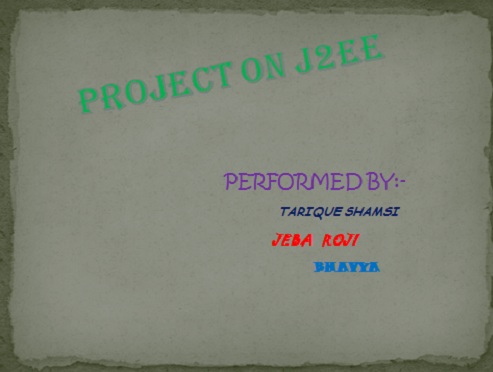 PROJECT ON J2EE
PERFORMED BY:-
TARIQUE SHAMSI
JEBA ROJI
BHAVYA